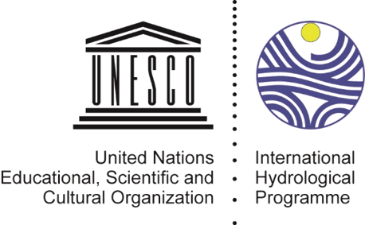 UNESCO
United Nations
Educational, Scientific and
Cultural Organization
International
Hydrological
Programme